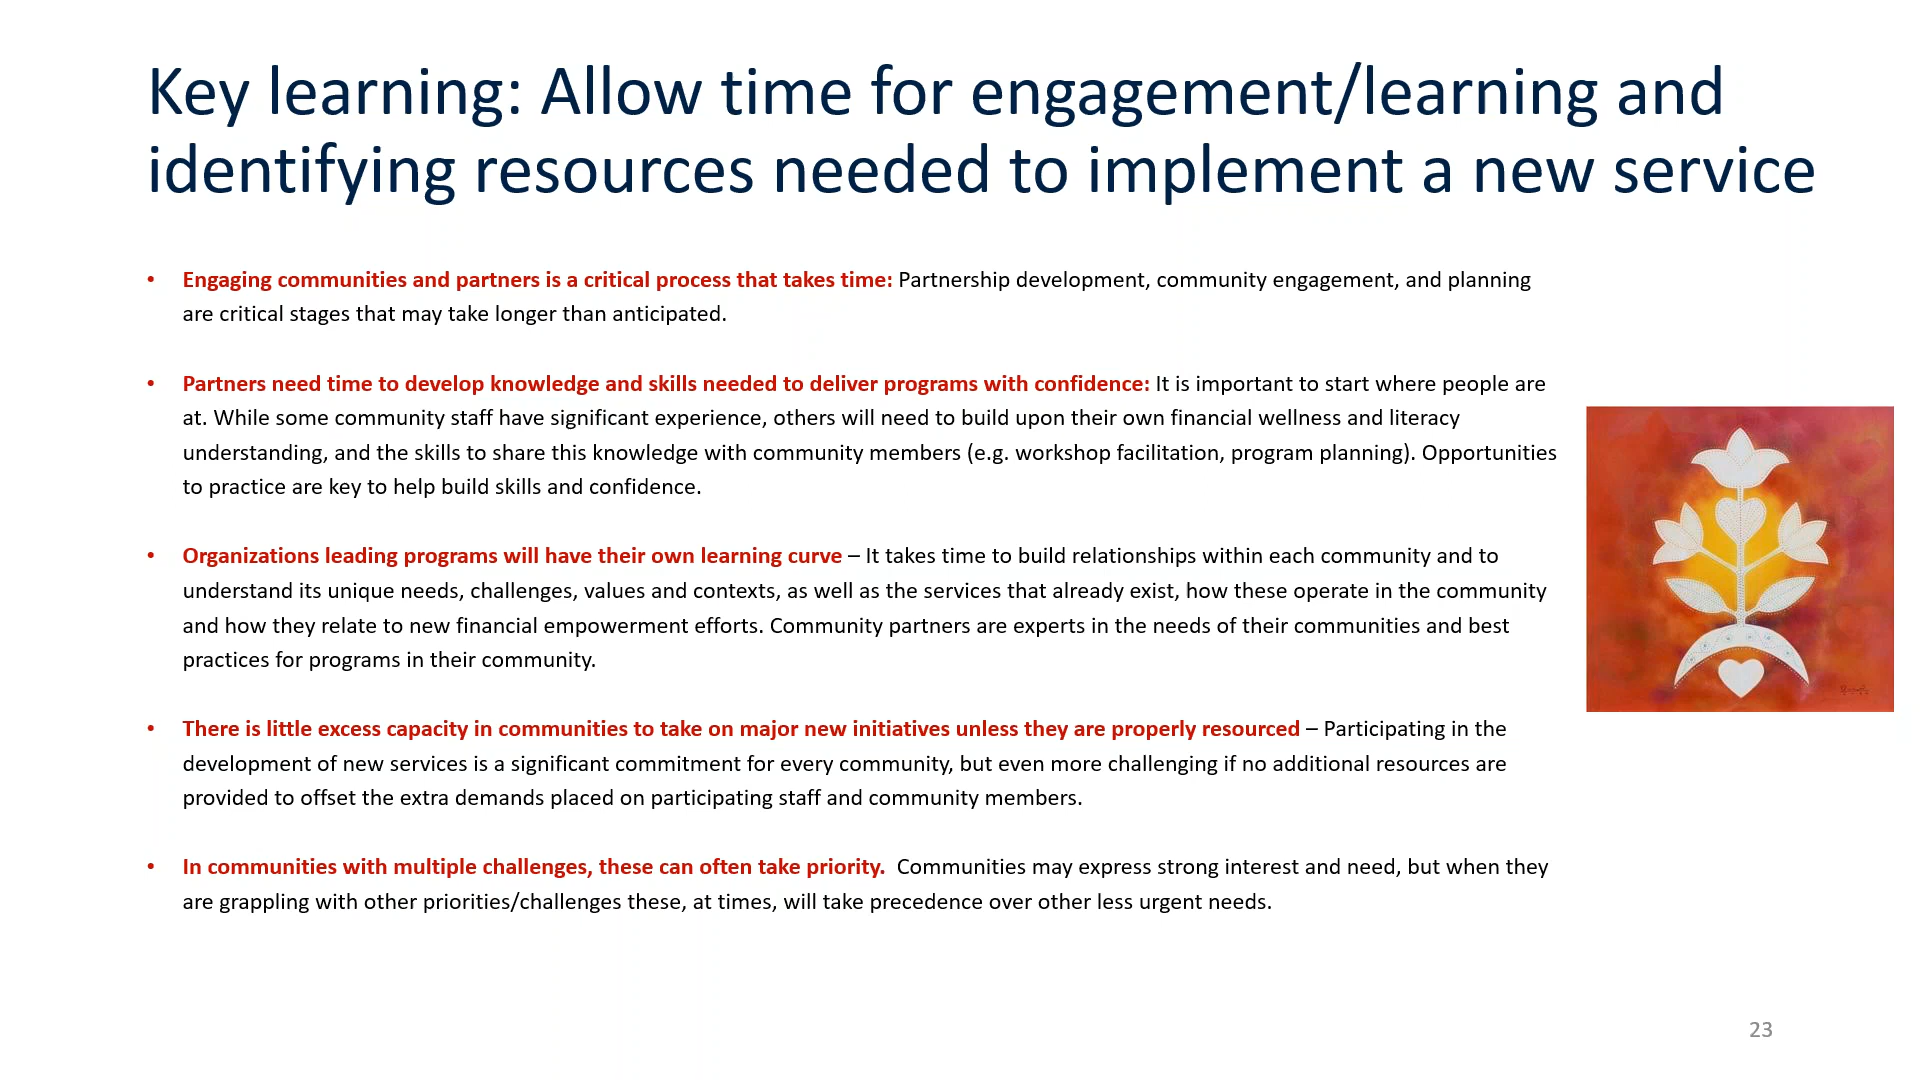 Key learning: Allow time for engagement/learning and
identifying resources needed to implement a new service
• Engaging communities and partners is a critical process that takes time: Partnership development, community engagement, and planning
are critical stages that may take longer than anticipated.
• Partners need time to develop knowledge and skills needed to deliver programs with confidence: It is important to start where people are
at. While some community staff have significant experience, others will need to build upon their own financial wellness and literacy
understanding, and the skills to share this knowledge with community members (e.g. workshop facilitation, program planning). Opportunities
to practice are key to help build skills and confidence.
• Organizations leading programs will have their own learning curve – It takes time to build relationships within each community and to
understand its unique needs, challenges, values and contexts, as well as the services that already exist, how these operate in the community
and how they relate to new financial empowerment efforts. Community partners are experts in the needs of their communities and best
practices for programs in their community.
• There is little excess capacity in communities to take on major new initiatives unless they are properly resourced – Participating in the
development of new services is a significant commitment for every community, but even more challenging if no additional resources are
provided to offset the extra demands placed on participating staff and community members.
• In communities with multiple challenges, these can often take priority.  Communities may express strong interest and need, but when they
are grappling with other priorities/challenges these, at times, will take precedence over other less urgent needs.
23